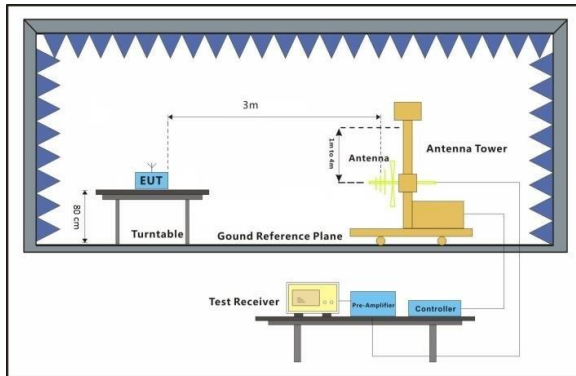 3m
1m to 4m
Antenna
Antenna Tower
EUT
80 cm
Turntable
Gound Reference Plane
Test Receiver
Pre-Amplifier
Controller